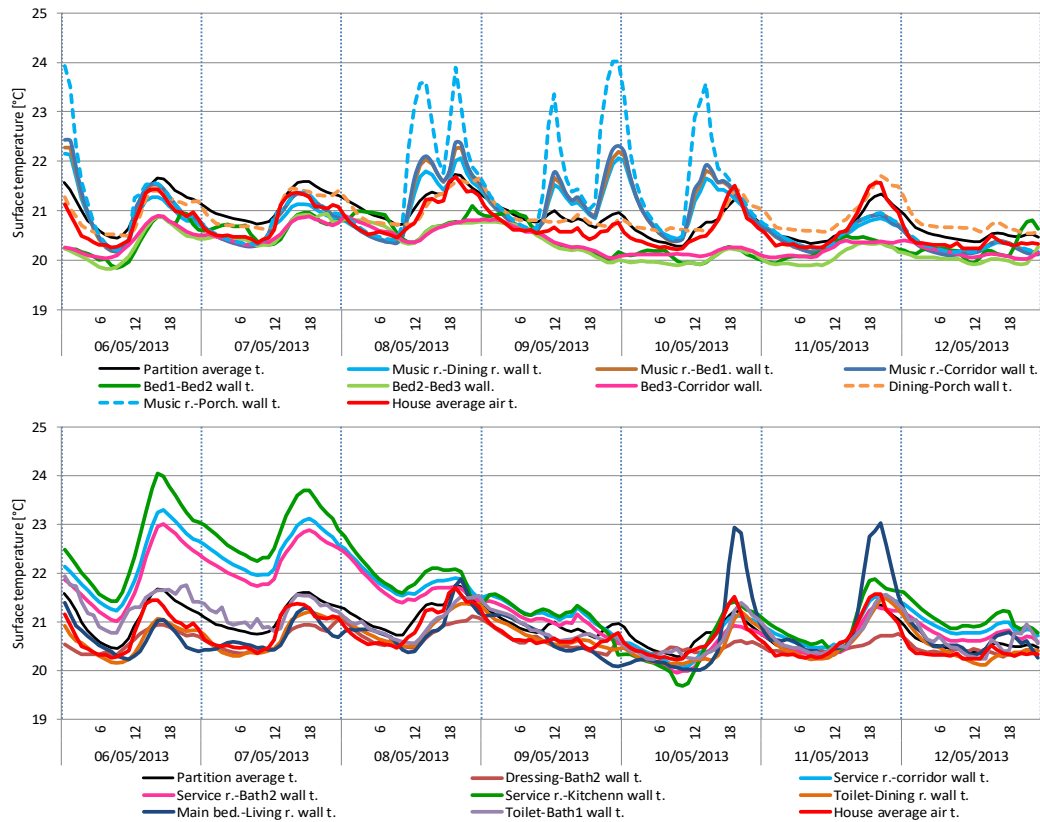 Surface temperature [°C]
25
24
23
22
21
20
19
6 12 18 6 12 18 6 12 18 6 12 18 6 12 18 6 12 18 6 12 18
06/05/2013 07/05/2013 08/05/2013 09/05/2013 10/05/2013 11/05/2013 12/05/2013
Partition average t. Music r.-Dining r. wall t. Music r.-Bed1. wall t. Music r.-Corridor wall t.
Bed1-Bed2 wall t. Bed2-Bed3 wall. Bed3-Corridor wall. Dining-Porch wall t.
Music r.-Porch. wall t. House average air t.
Surface temperatur [°C]
25
24
23
22
21
20
19
6 12 18 6 12 18 6 12 18 6 12 18 6 12 18 6 12 18 6 12 18
06/05/2013 07/05/2013 08/05/2013 09/05/2013 10/05/2013 11/05/2013 12/05/2013
Partition average t. Dressing-Bath2 wall t. Service r.-corridor wall t.
Service r.-Bath2 wall t. Service r.-Kitchenn wall t. Toilet-Dining r. wall t.
Main bed.-Living r. wall t. Toilet-Bath1 wall t. House average air t.